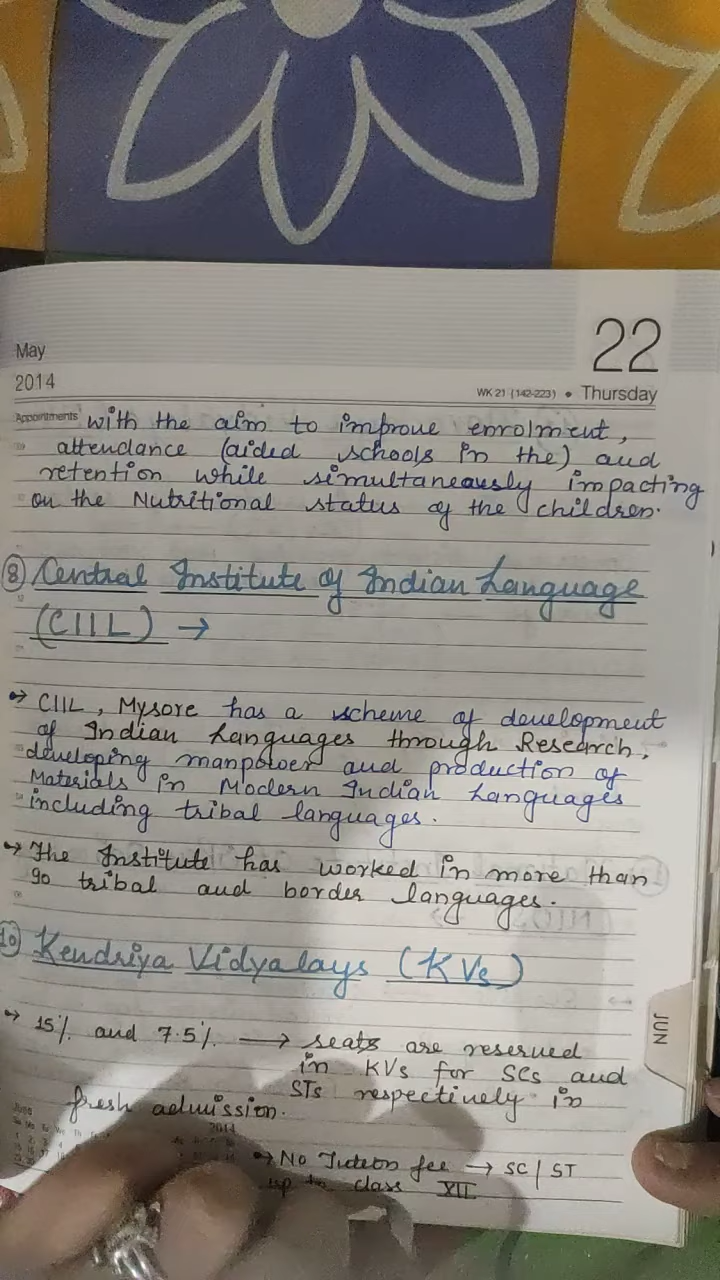 May
22
2014
WK 21 (142-223) • Thursday
Appointments with the aim to improve enrolment,
attendance (aided schools in the) and
retention while simultaneously impacting
on the Nutritional status of the children.
⑧ Central Institute of Indian Language
(CIIL) →
→ CIIL, Mysore has a scheme of development
of Indian Languages through Research,
developing manpower and production of
Materials in Modern Indian Languages
including tribal languages.
→ The Institute has worked in more than
90 tribal and border languages.
⑩ Kendriya Vidyalays (KVs)
→ 15% and 7.5% → seats are reserved
in KVs for SCs and
STs respectively in
fresh admission.
2014
→ No Tuteon fee → SC/ST
up to class XII
JUN